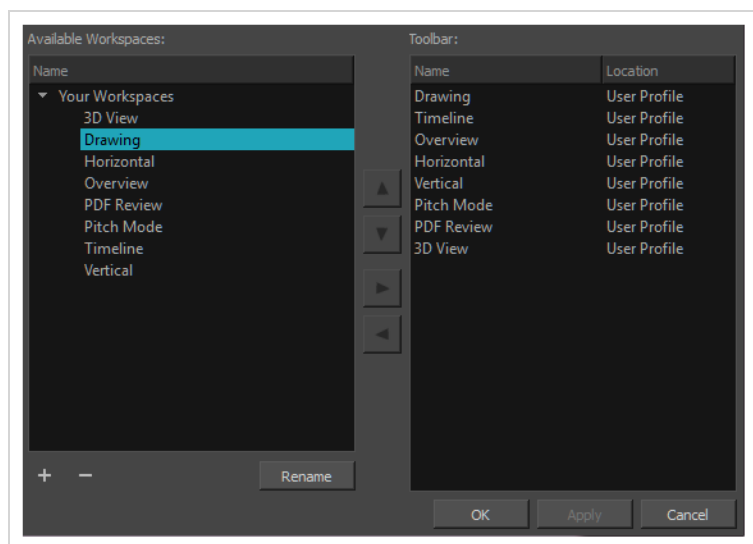 Available Workspaces:
Name
Your Workspaces
3D View
Drawing
Horizontal
Overview
PDF Review
Pitch Mode
Timeline
Vertical
Rename
Toolbar:
Name Location
Drawing User Profile
Timeline User Profile
Overview User Profile
Horizontal User Profile
Vertical User Profile
Pitch Mode User Profile
PDF Review User Profile
3D View User Profile
OK Apply Cancel